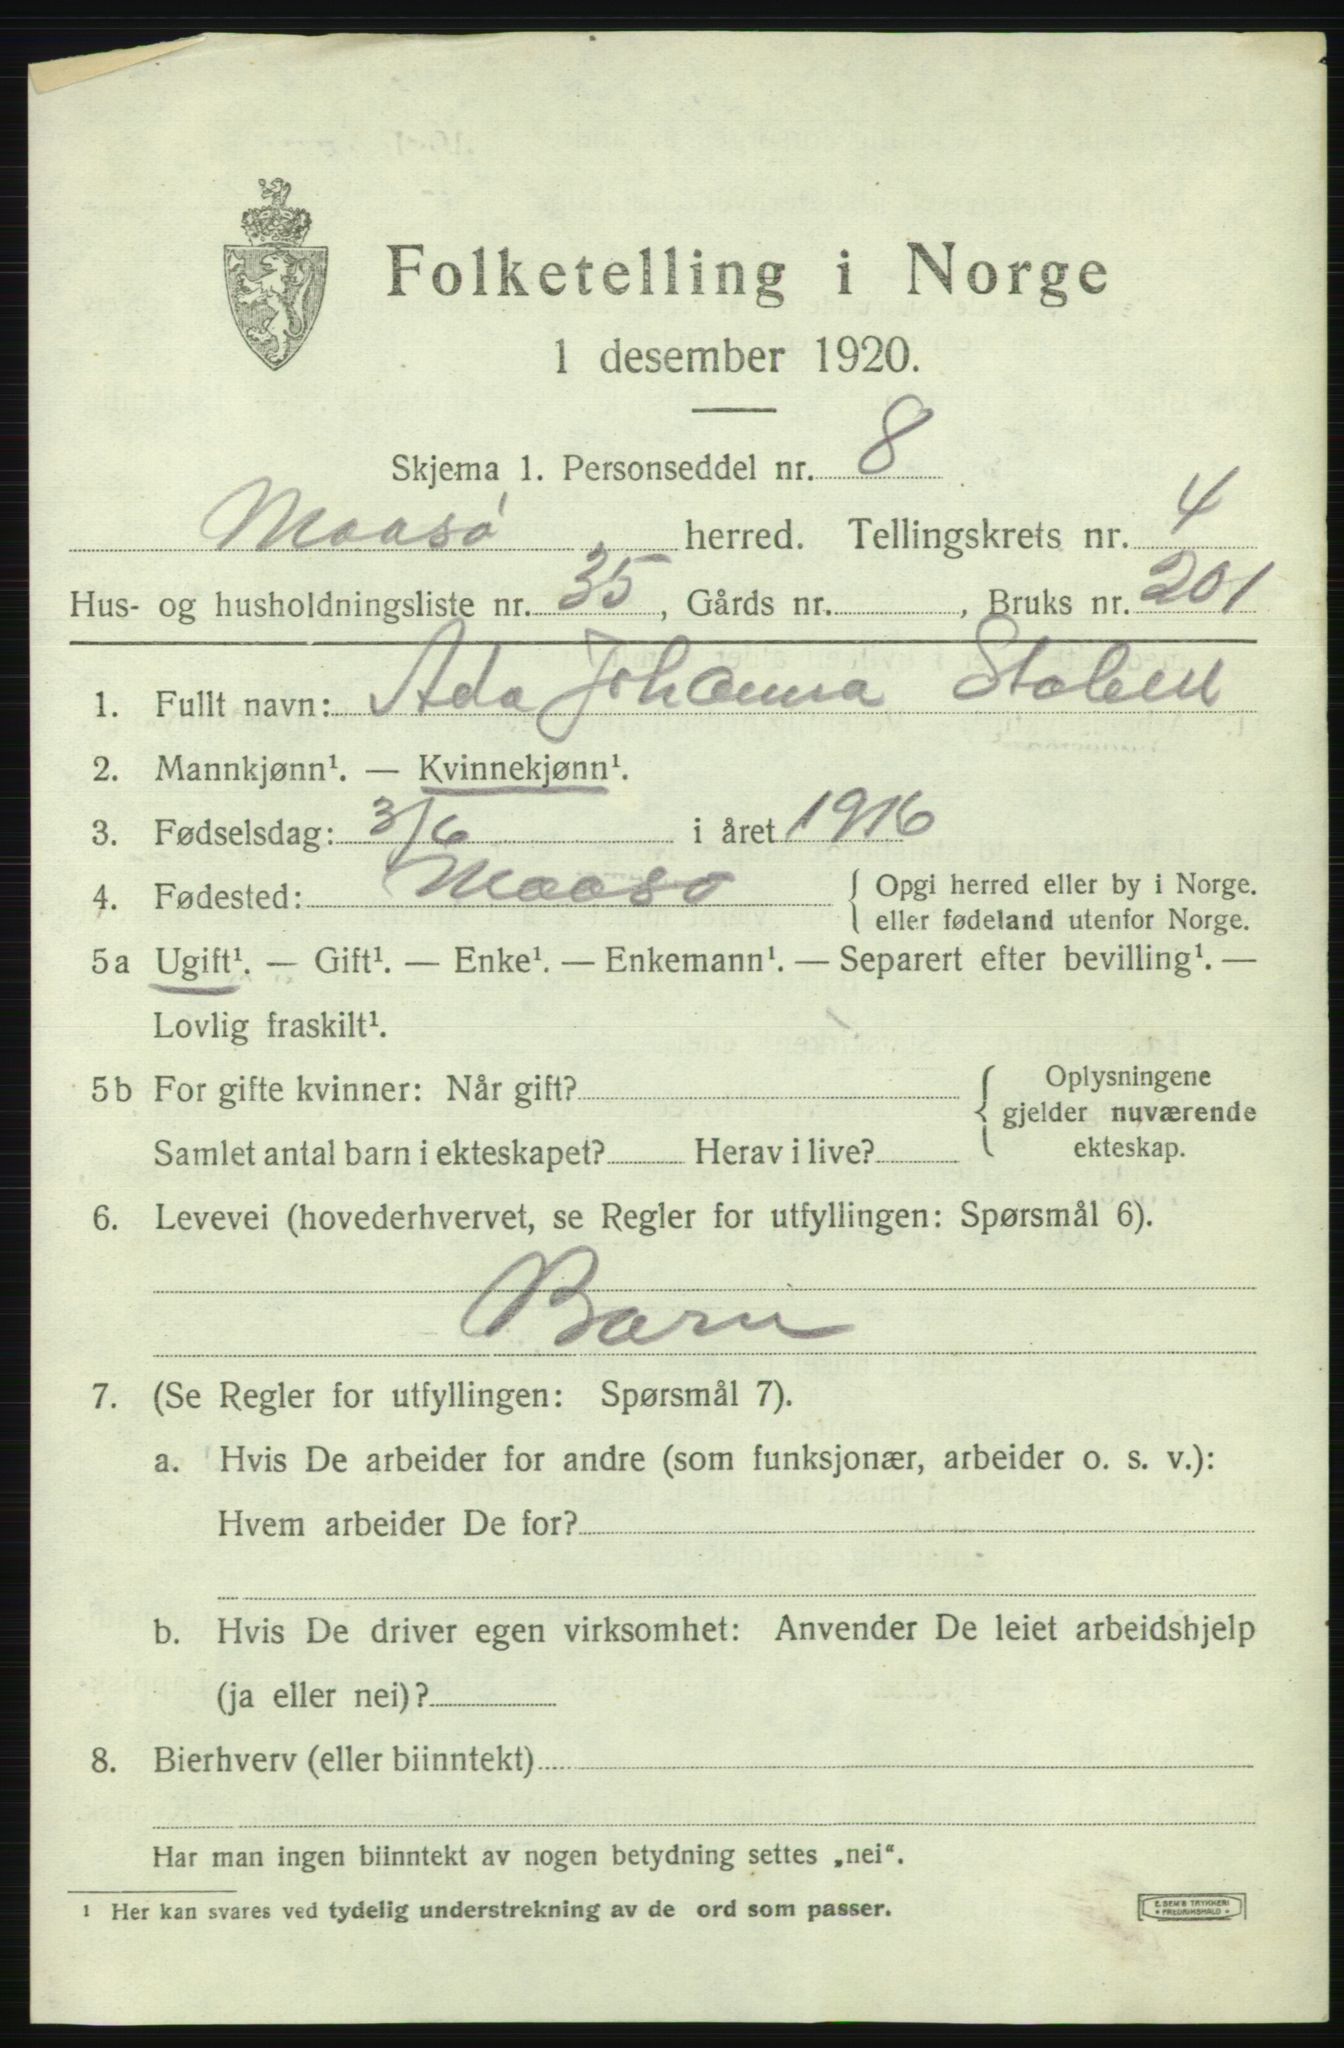 Folketelling i Norge
1 desember 1920.
Skjema 1. Personseddel nr. 8
Maasø herred. Tellingskrets nr. 4
Hus- og husholdningsliste nr. 35, Gårds nr. , Bruks nr. 201
1. Fullt navn: Ada Johanna
2. Mannkjønn¹. — Kvinnekjønn¹.
3. Fødselsdag: 3/6 i året 1916
4. Fødested: Maasø { Opgi herred eller by i Norge.
eller fødeland utenfor Norge.
5a Ugift¹. — Gift¹. — Enke¹. — Enkemann¹. — Separert efter bevilling¹. —
Lovlig fraskilt¹.
5b For gifte kvinner: Når gift? { Oplysningene
gjelder nuværende
Samlet antal barn i ekteskapet? Herav i live? ekteskap.
6. Levevei (hovederhvervet, se Regler for utfyllingen: Spørsmål 6).
Barn
7. (Se Regler for utfyllingen: Spørsmål 7).
a. Hvis De arbeider for andre (som funksjonær, arbeider o. s. v.):
Hvem arbeider De for?
b. Hvis De driver egen virksomhet: Anvender De leiet arbeidshjelp
(ja eller nei)?
8. Bierhverv (eller biinntekt)
Har man ingen biinntekt av nogen betydning settes „nei“.
¹ Her kan svares ved tydelig understrekning av de ord som passer.
E. SEM'S TRYKKERI
• FREDRIKSHALD •